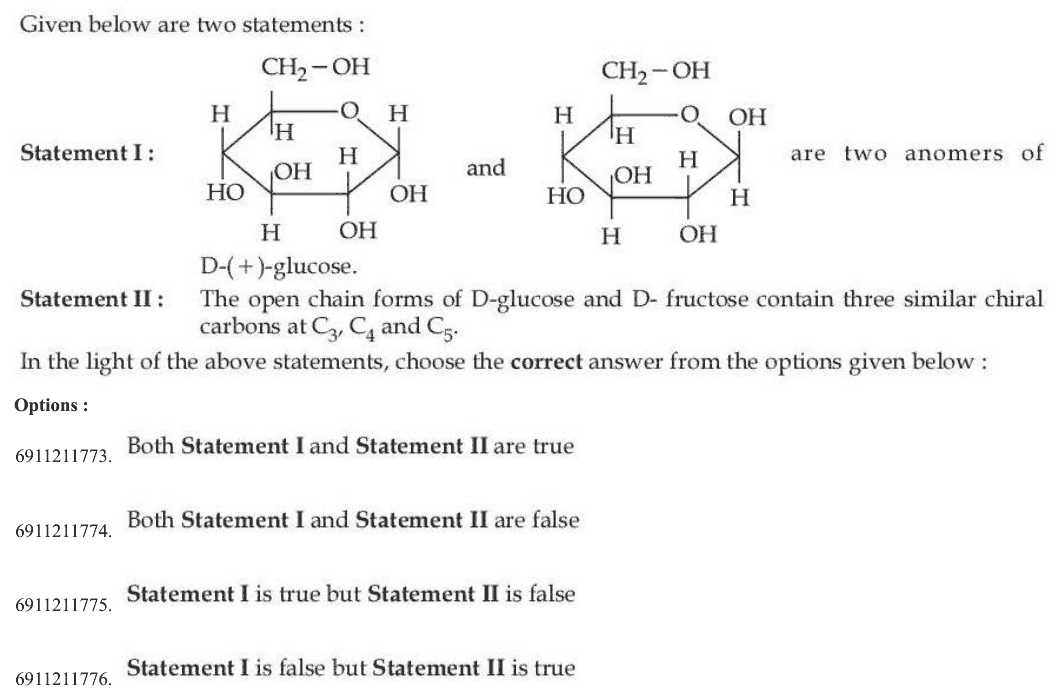 Given below are two statements :
CH₂−OH CH₂−OH
H O H H O OH
H H
Statement I : OH H and OH H are two anomers of
HO OH HO H
H OH H OH
D-(+)-glucose.
Statement II : The open chain forms of D-glucose and D- fructose contain three similar chiral
carbons at C₃, C₄ and C₅.
In the light of the above statements, choose the correct answer from the options given below :
Options :
6911211773. Both Statement I and Statement II are true
6911211774. Both Statement I and Statement II are false
6911211775. Statement I is true but Statement II is false
6911211776. Statement I is false but Statement II is true